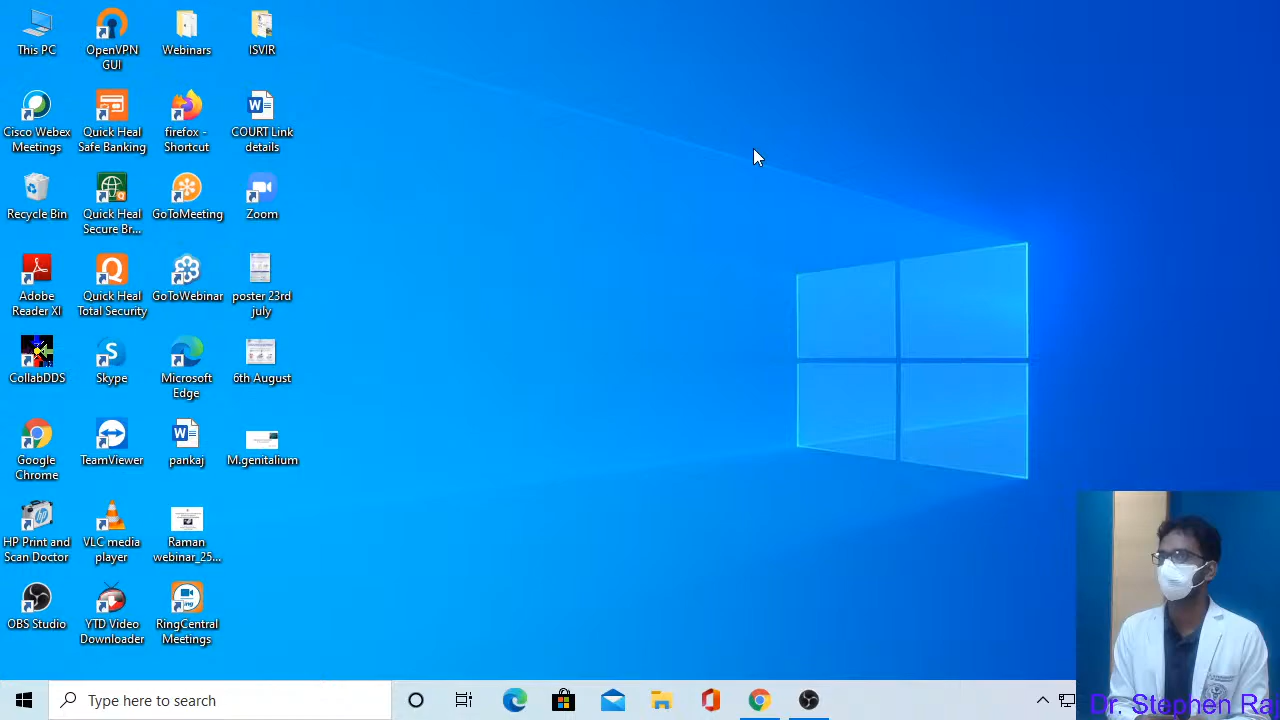 This PC
OpenVPN
GUI
Webinars
ISVIR
Cisco Webex
Meetings
Quick Heal
Safe Banking
firefox -
Shortcut
COURT Link
details
Recycle Bin
Quick Heal
Secure Br...
GoToMeeting
Zoom
Adobe
Reader XI
Quick Heal
Total Security
GoToWebinar
poster 23rd
july
CollabDDS
Skype
Microsoft
Edge
6th August
Google
Chrome
TeamViewer
pankaj
M.genitalium
HP Print and
Scan Doctor
VLC media
player
Raman
webinar_25...
OBS Studio
YTD Video
Downloader
RingCentral
Meetings
Type here to search
Dr. Stephen Raj